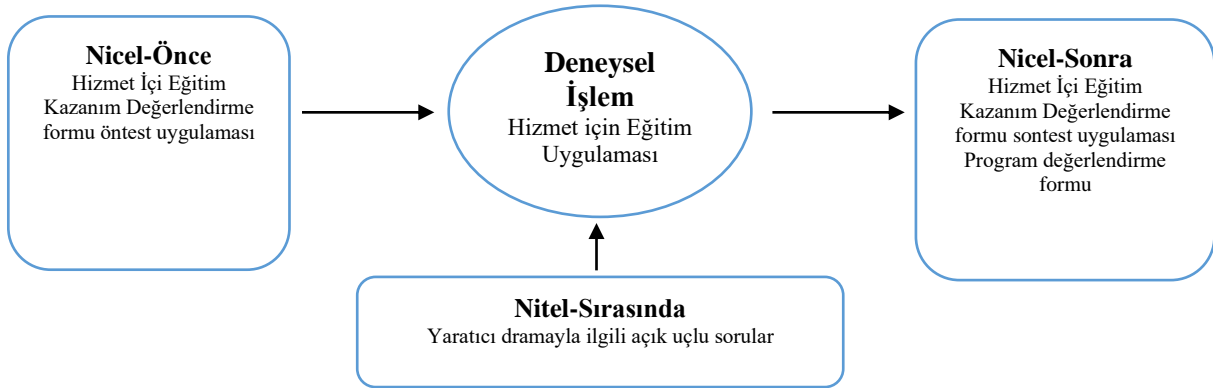 Nicel-Önce
Hizmet İçi Eğitim
Kazanım Değerlendirme
formu öntest uygulaması
Deneysel
İşlem
Hizmet için Eğitim
Uygulaması
Nicel-Sonra
Hizmet İçi Eğitim
Kazanım Değerlendirme
formu sontest uygulaması
Program değerlendirme
formu
Nitel-Sırasında
Yaratıcı dramayla ilgili açık uçlu sorular